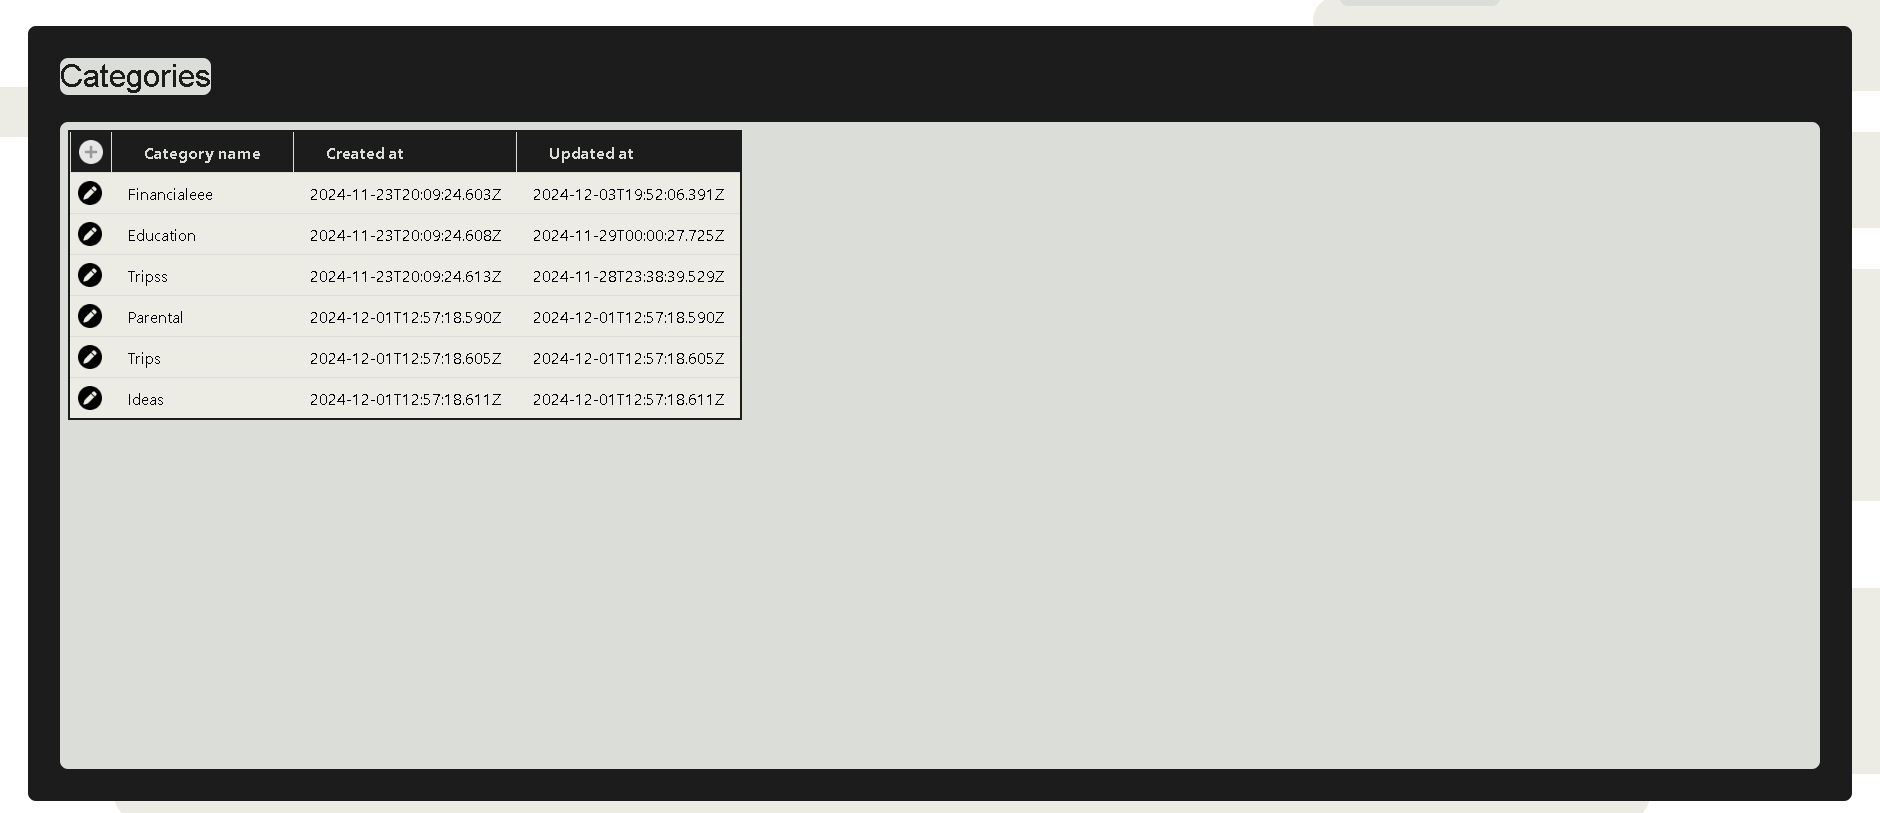 Categories
Category name Created at Updated at
Financialeee 2024-11-23T20:09:24.603Z 2024-12-03T19:52:06.391Z
Education 2024-11-23T20:09:24.608Z 2024-11-29T00:00:27.725Z
Tripss 2024-11-23T20:09:24.613Z 2024-11-28T23:38:39.529Z
Parental 2024-12-01T12:57:18.590Z 2024-12-01T12:57:18.590Z
Trips 2024-12-01T12:57:18.605Z 2024-12-01T12:57:18.605Z
Ideas 2024-12-01T12:57:18.611Z 2024-12-01T12:57:18.611Z